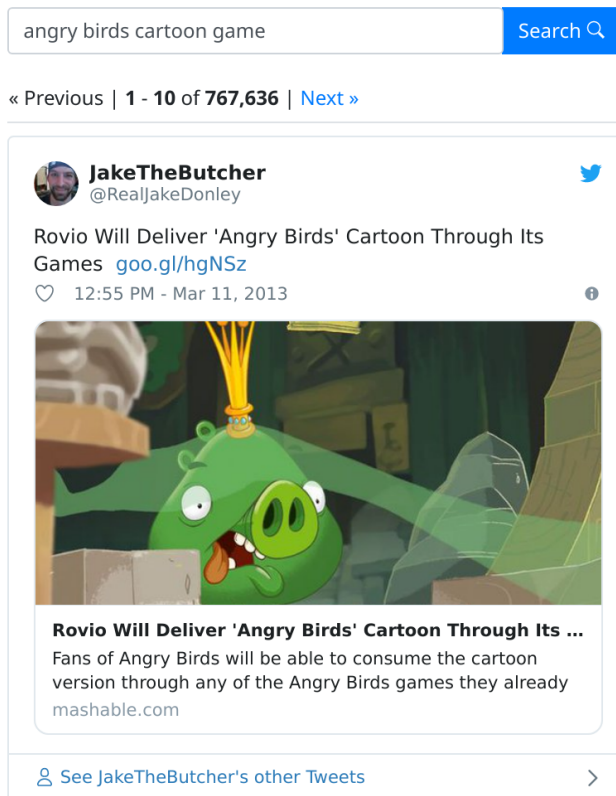 angry birds cartoon game
Search
« Previous | 1 - 10 of 767,636 | Next »
JakeTheButcher
@RealJakeDonley
Rovio Will Deliver 'Angry Birds' Cartoon Through Its
Games goo.gl/hgNSz
12:55 PM - Mar 11, 2013
Rovio Will Deliver 'Angry Birds' Cartoon Through Its ...
Fans of Angry Birds will be able to consume the cartoon
version through any of the Angry Birds games they already
mashable.com
See JakeTheButcher's other Tweets